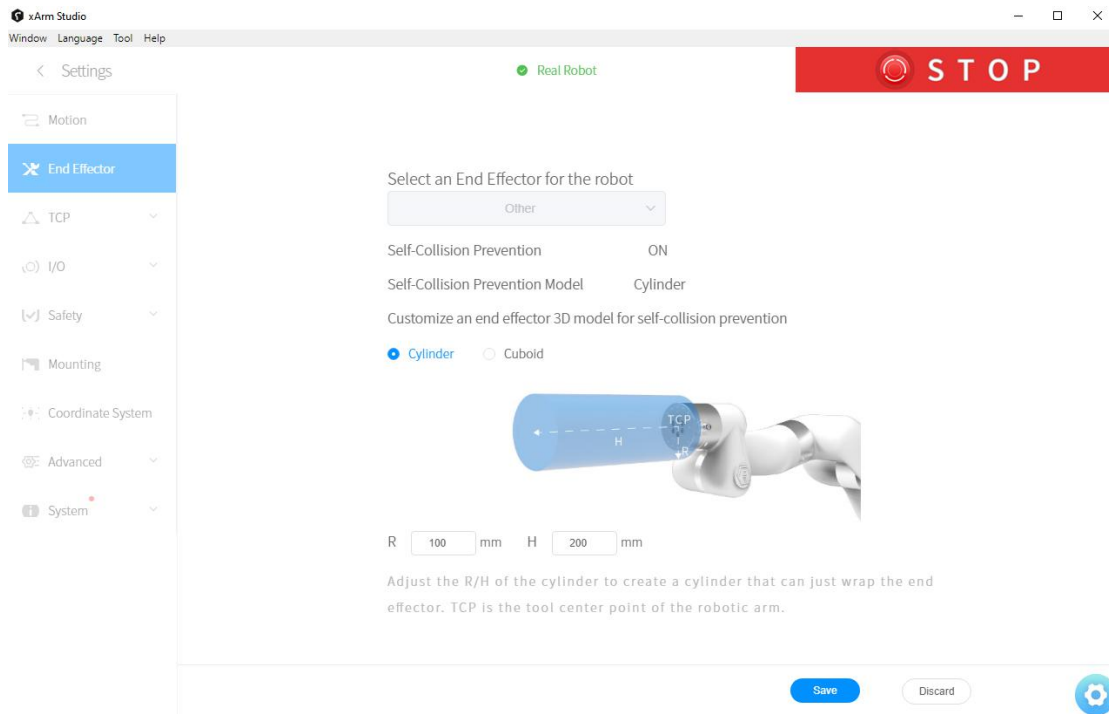 xArm Studio
Window Language Tool Help
Settings
Real Robot
STOP
Motion
End Effector
TCP
I/O
Safety
Mounting
Coordinate System
Advanced
System
Select an End Effector for the robot
Other
Self-Collision Prevention ON
Self-Collision Prevention Model Cylinder
Customize an end effector 3D model for self-collision prevention
Cylinder Cuboid
TCP
H
R
R 100 mm H 200 mm
Adjust the R/H of the cylinder to create a cylinder that can just wrap the end
effector. TCP is the tool center point of the robotic arm.
Save Discard